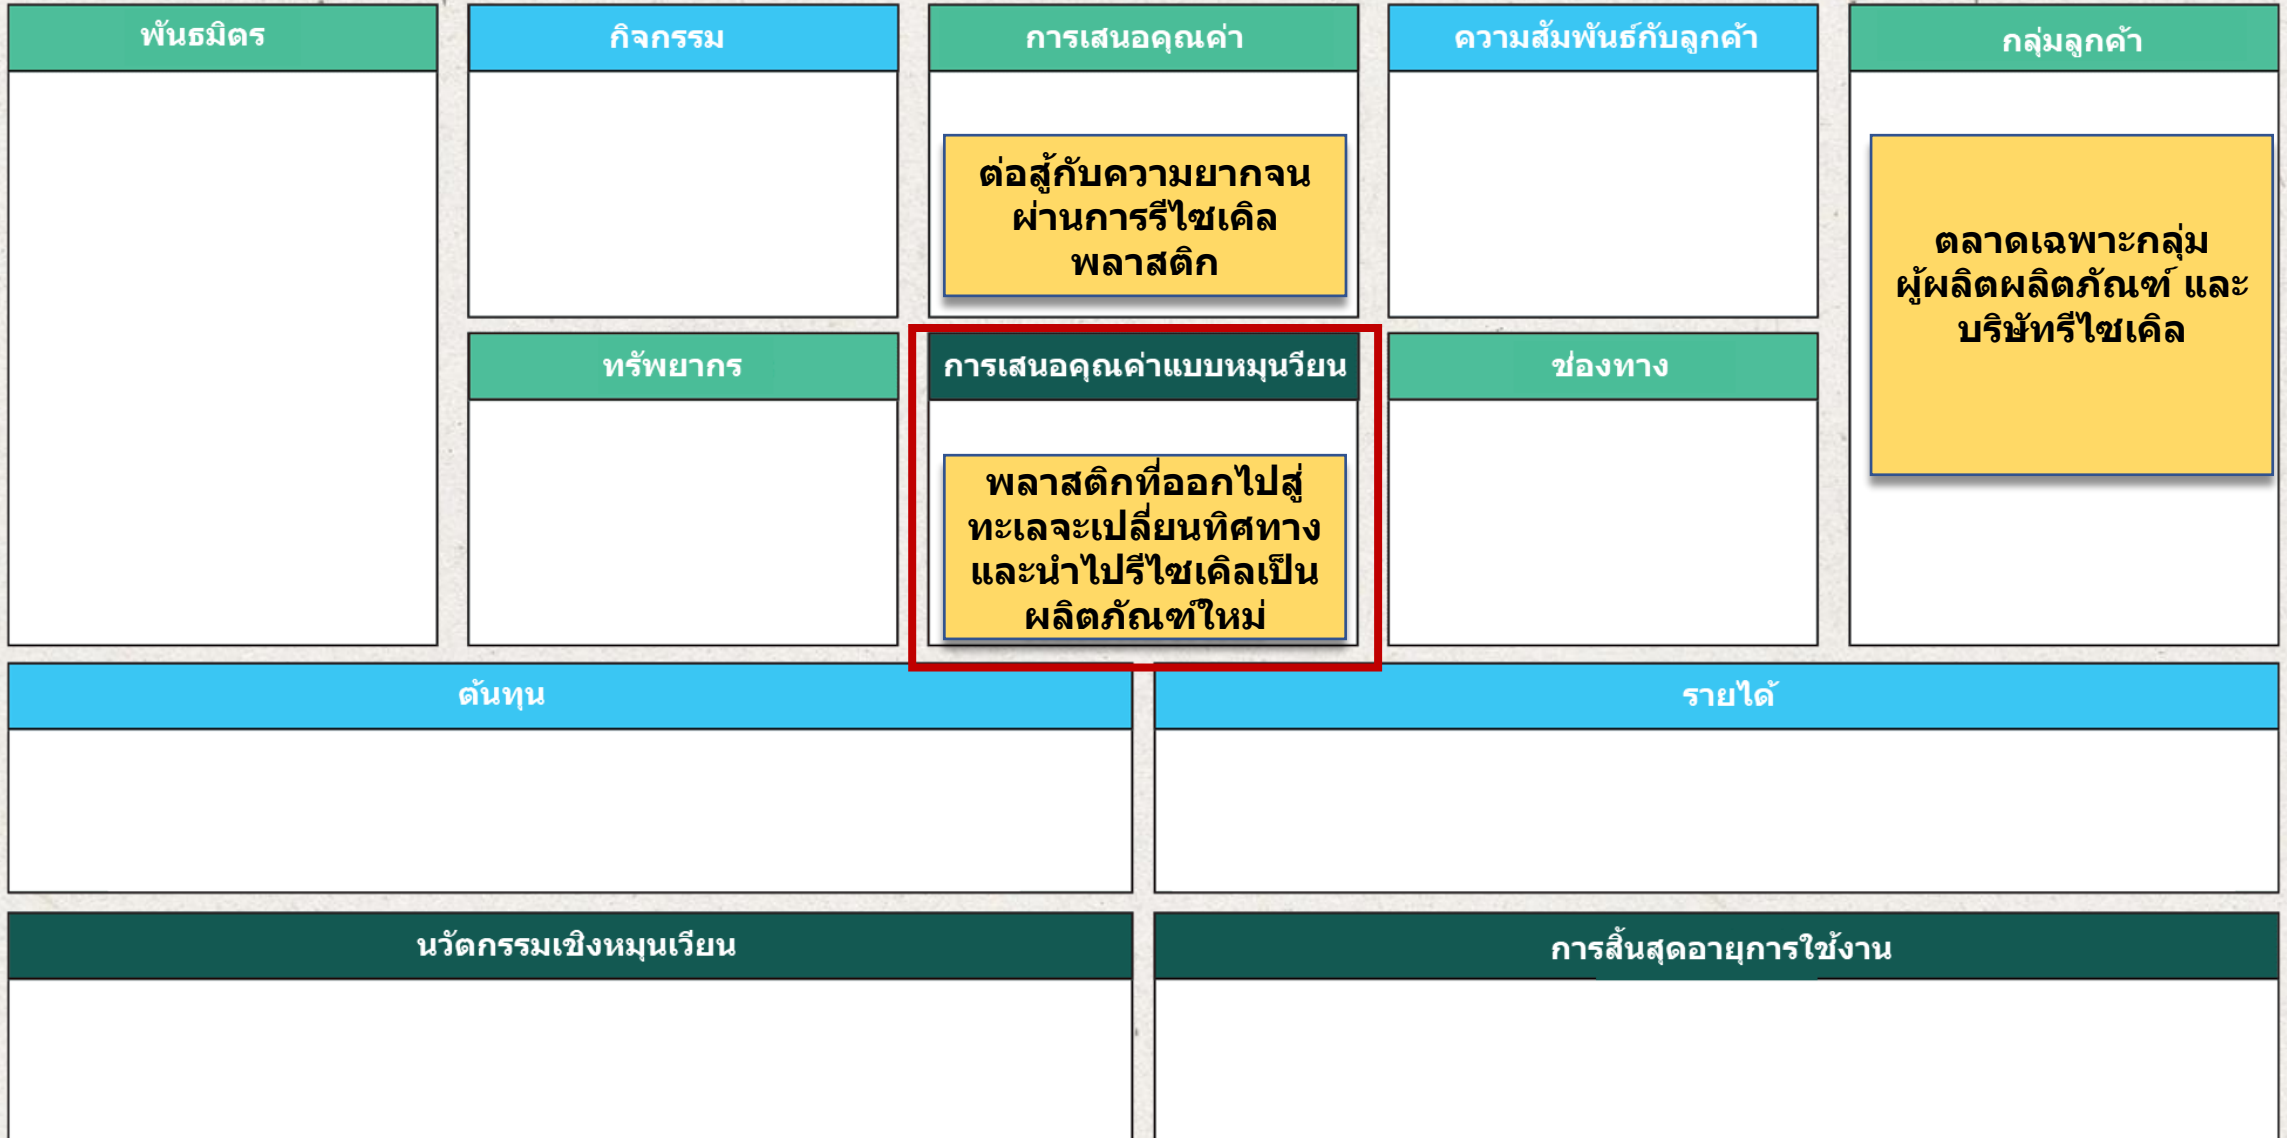 พันธมิตร
กิจกรรม
การเสนอคุณค่า
ความสัมพันธ์กับลูกค้า
กลุ่มลูกค้า
ต่อสู้กับความยากจน
ผ่านการรีไซเคิล
พลาสติก
ตลาดเฉพาะกลุ่ม
ผู้ผลิตผลิตภัณฑ์ และ
บริษัทรีไซเคิล
ทรัพยากร
การเสนอคุณค่าแบบหมุนวียน
ช่องทาง
พลาสติกที่ออกไปสู่
ทะเลจะเปลี่ยนทิศทาง
และนำไปรีไซเคิลเป็น
ผลิตภัณฑ์ใหม่
ต้นทุน
รายได้
นวัตกรรมเชิงหมุนเวียน
การสิ้นสุดอายุการใช้งาน